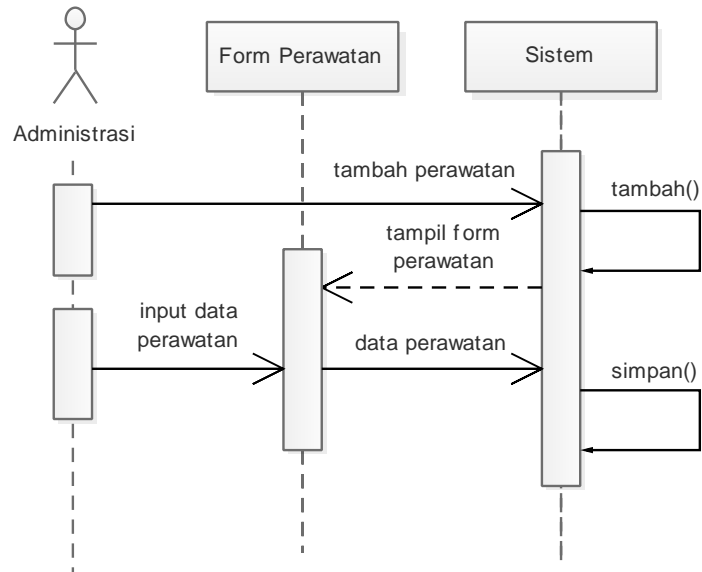 Form Perawatan
Sistem
Administrasi
tambah perawatan
tambah()
tampil form
perawatan
input data
perawatan
data perawatan
simpan()